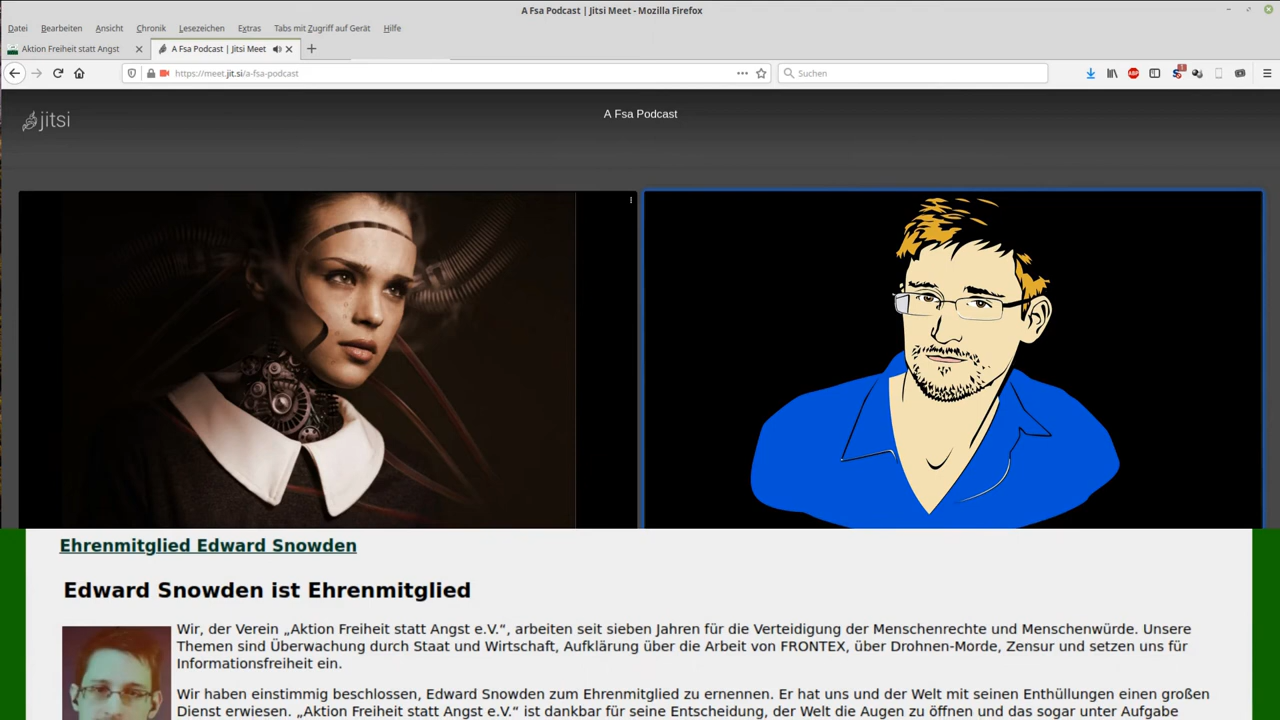 A Fsa Podcast | Jitsi Meet - Mozilla Firefox
Datei Bearbeiten Ansicht Chronik Lesezeichen Extras Tabs mit Zugriff auf Gerät Hilfe
Aktion Freiheit statt Angst
A Fsa Podcast | Jitsi Meet
https://meet.jit.si/a-fsa-podcast
Suchen
ABP
1
jitsi
A Fsa Podcast
Ehrenmitglied Edward Snowden
Edward Snowden ist Ehrenmitglied
Wir, der Verein „Aktion Freiheit statt Angst e.V.“, arbeiten seit sieben Jahren für die Verteidigung der Menschenrechte und Menschenwürde. Unsere
Themen sind Überwachung durch Staat und Wirtschaft, Aufklärung über die Arbeit von FRONTEX, über Drohnen-Morde, Zensur und setzen uns für
Informationsfreiheit ein.
Wir haben einstimmig beschlossen, Edward Snowden zum Ehrenmitglied zu ernennen. Er hat uns und der Welt mit seinen Enthüllungen einen großen
Dienst erwiesen. „Aktion Freiheit statt Angst e.V.“ ist dankbar für seine Entscheidung, der Welt die Augen zu öffnen und das sogar unter Aufgabe